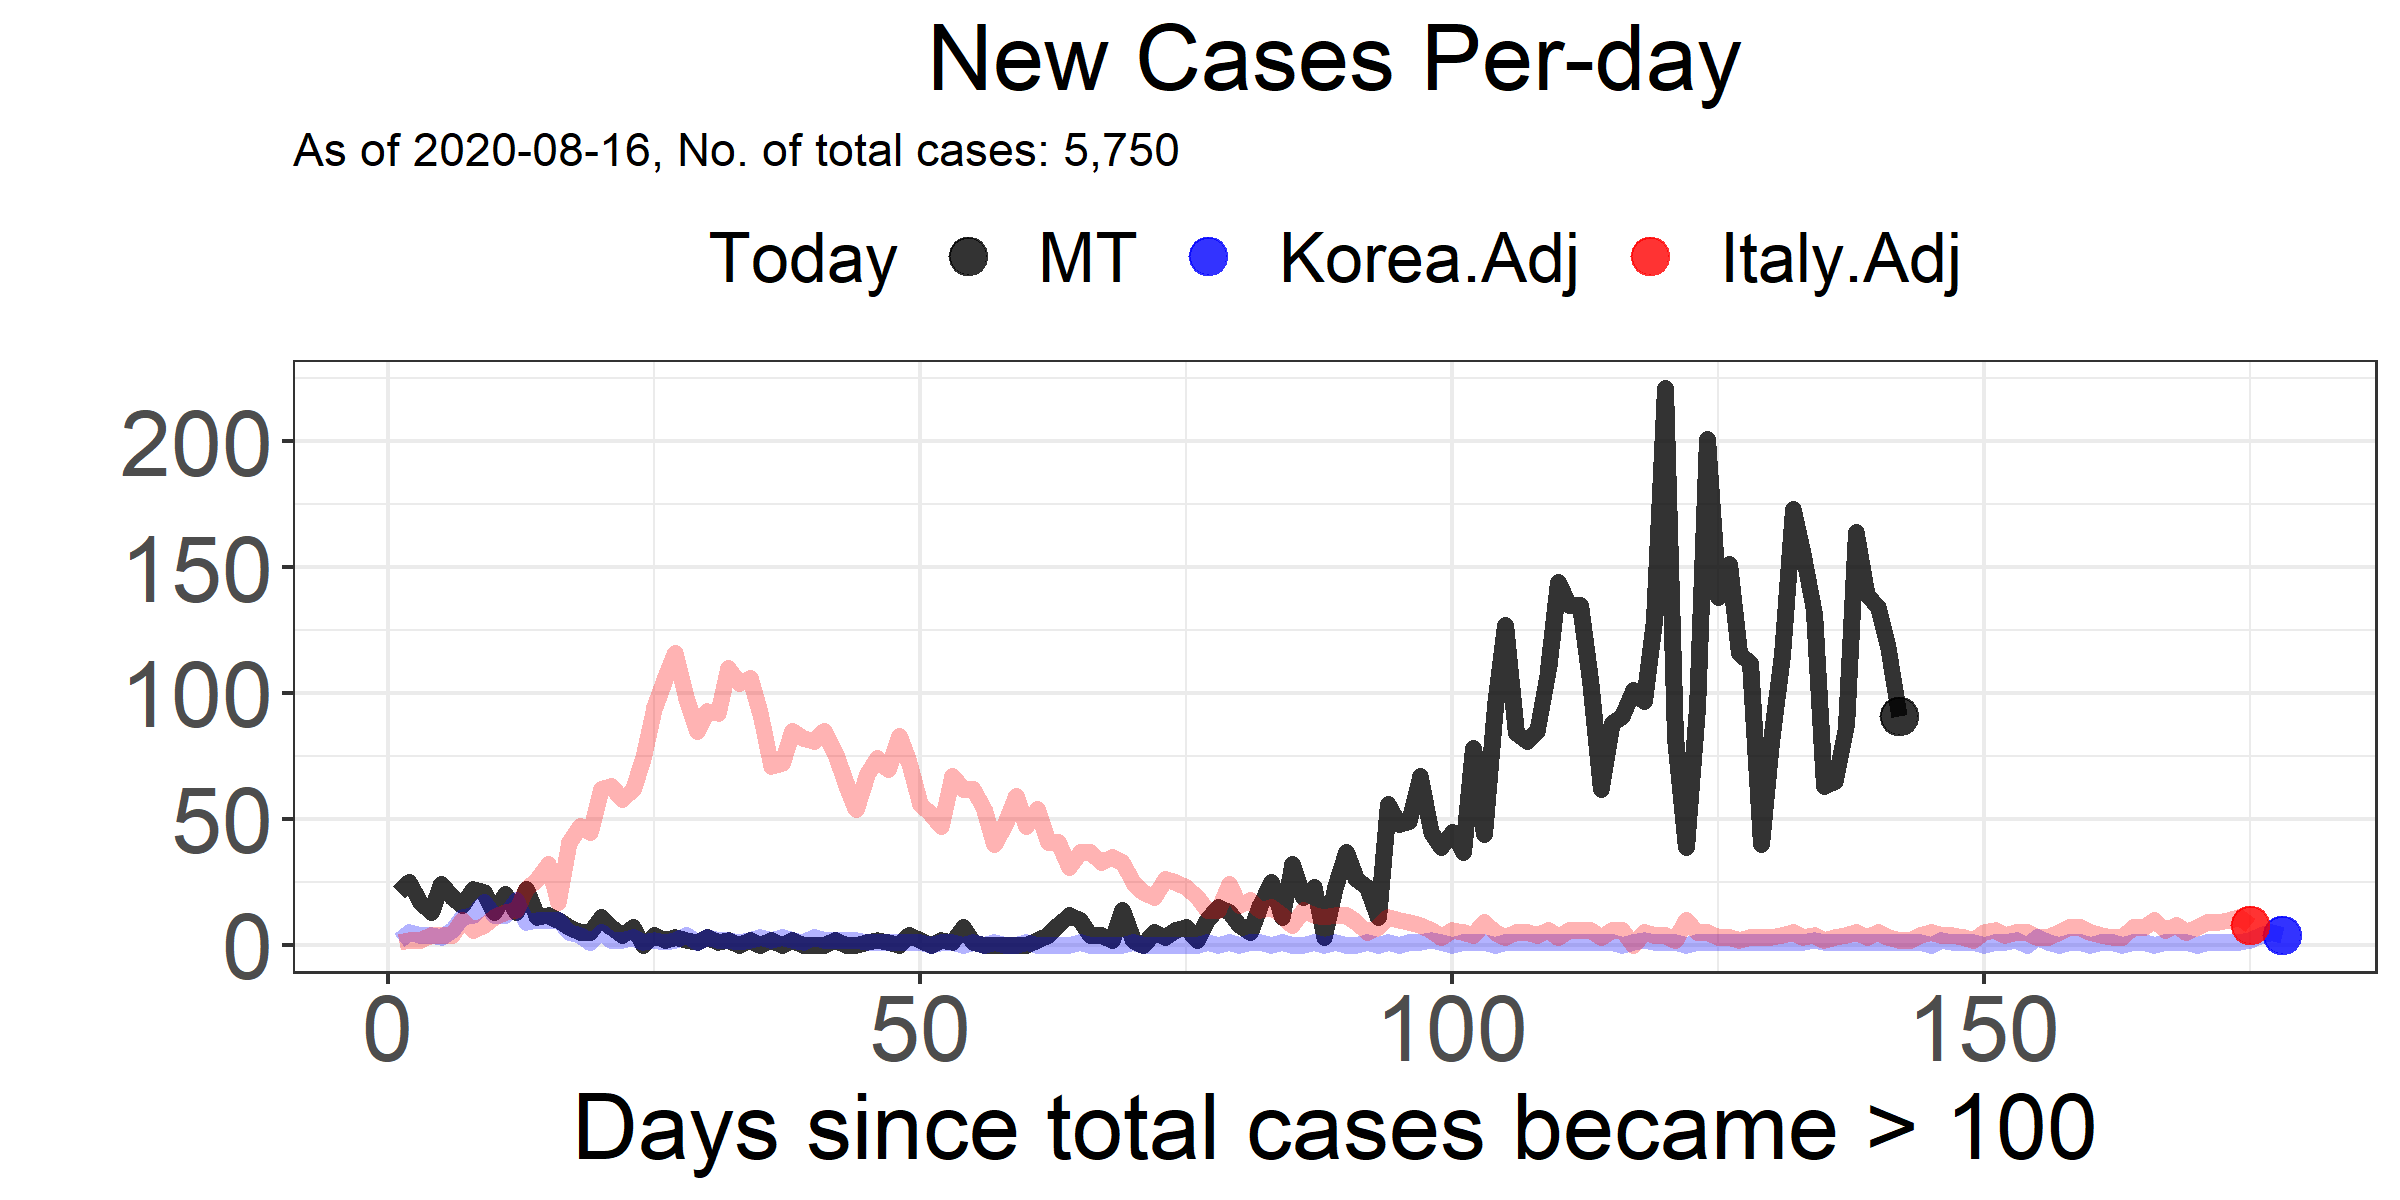 New Cases Per-day
As of 2020-08-16, No. of total cases: 5,750
Today MT Korea.Adj Italy.Adj
200
150
100
50
0
0 50 100 150
Days since total cases became > 100